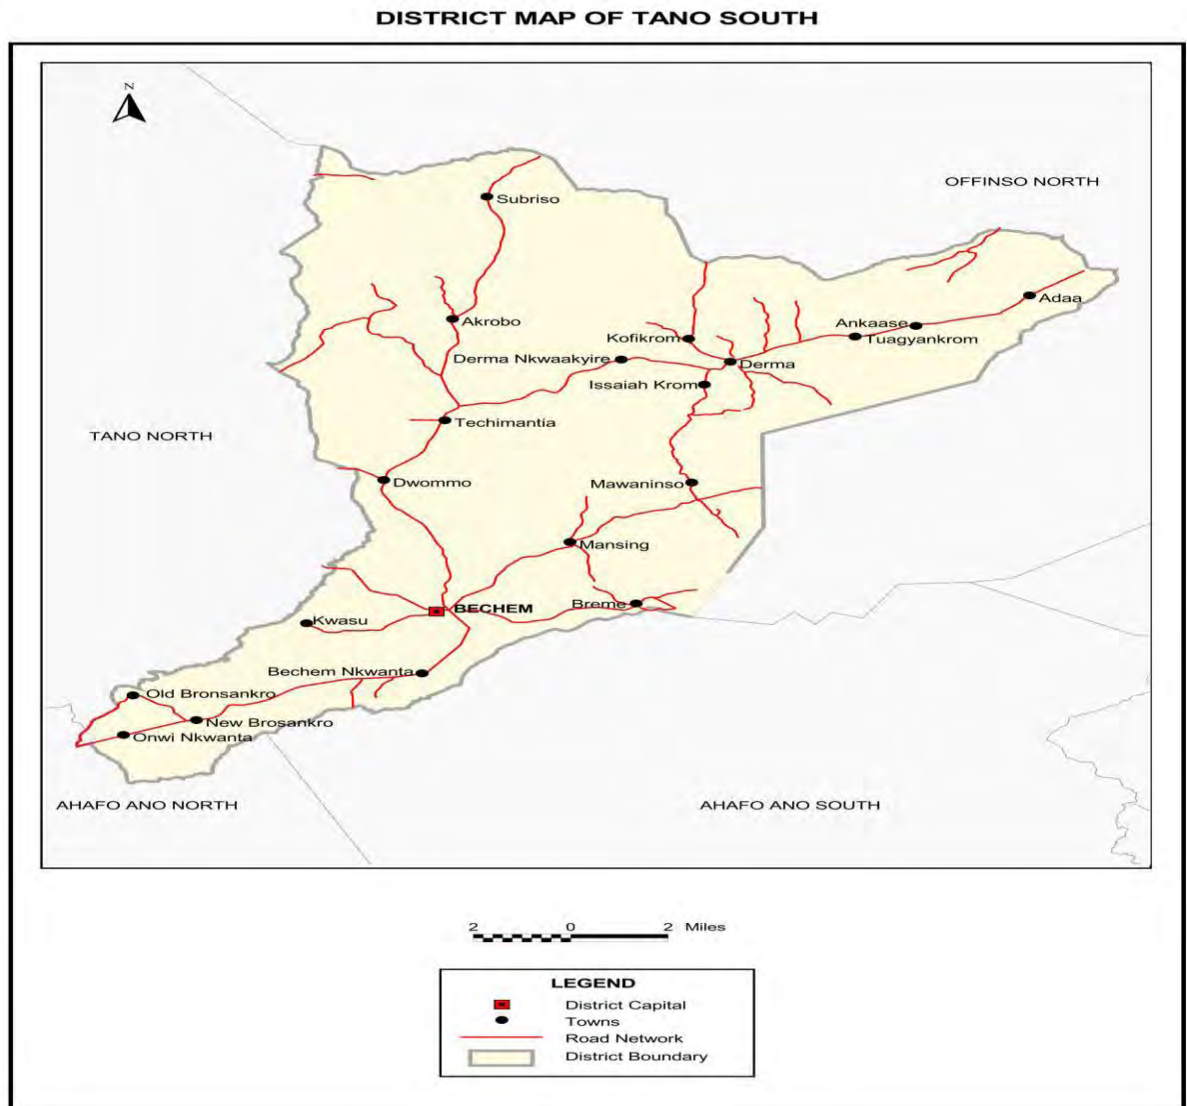 DISTRICT MAP OF TANO SOUTH
N
OFFINSO NORTH
Subriso
Adaa
Akrobo
Ankaase
Kofikrom
Tuagyankrom
Derma Nkwaakyire
Derma
Issaiah Krom
Techimantia
TANO NORTH
Dwommo
Mawaninso
Mansing
Breme
BECHEM
Kwasu
Bechem Nkwanta
Old Bronsankro
New Brosankro
Onwi Nkwanta
AHAFO ANO NORTH
AHAFO ANO SOUTH
2 0 2 Miles
LEGEND
District Capital
Towns
Road Network
District Boundary